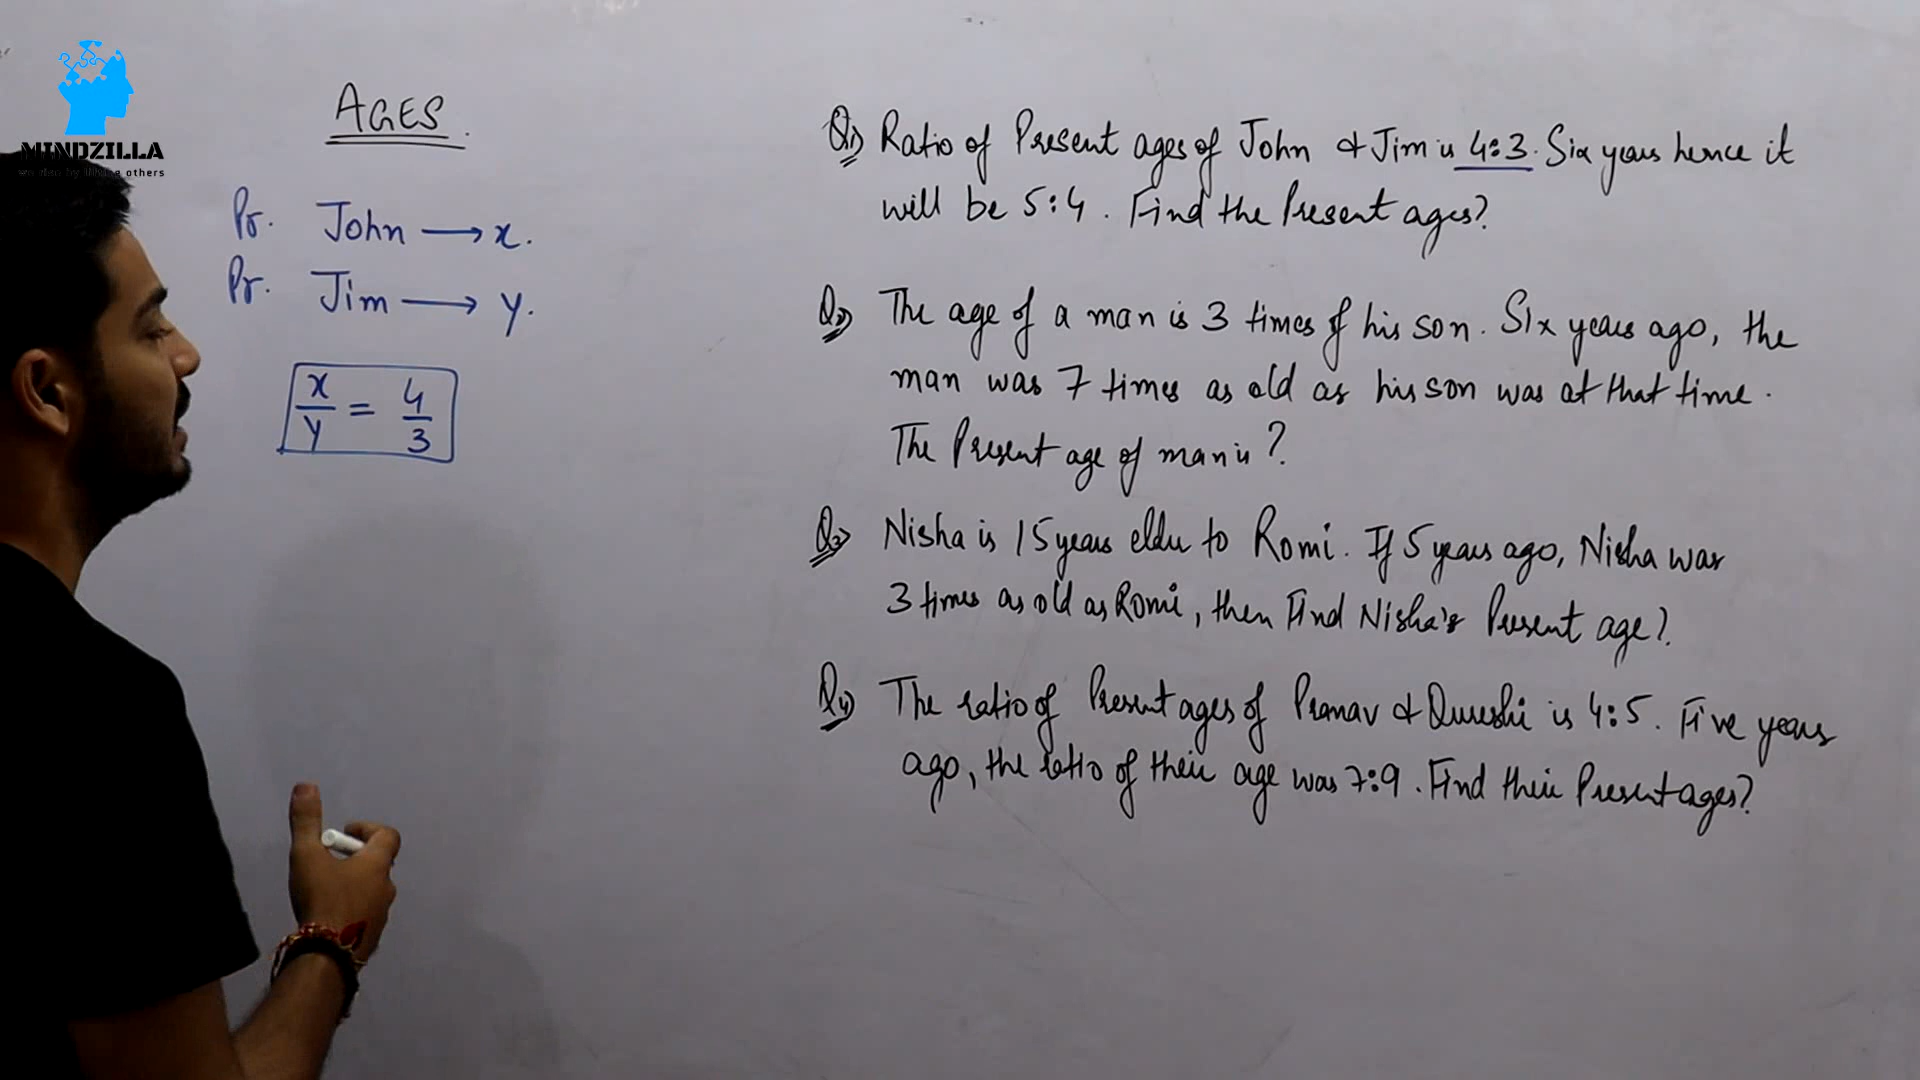 MINDZILLA
AGES
Pr. John → x.
Pr. Jim → y.
x/y = 4/3
Q1) Ratio of Present ages of John & Jim is 4:3. Six years hence it
will be 5:4. Find the Present ages?
Q2) The age of a man is 3 times of his son. Six years ago, the
man was 7 times as old as his son was at that time.
The Present age of man is?
Q3) Nisha is 15 years elder to Romi. If 5 years ago, Nisha was
3 times as old as Romi, then Find Nisha's Present age?
Q4) The ratio of Present ages of Pranav & Qureshi is 4:5. Five years
ago, the ratio of their age was 7:9. Find their Present ages?